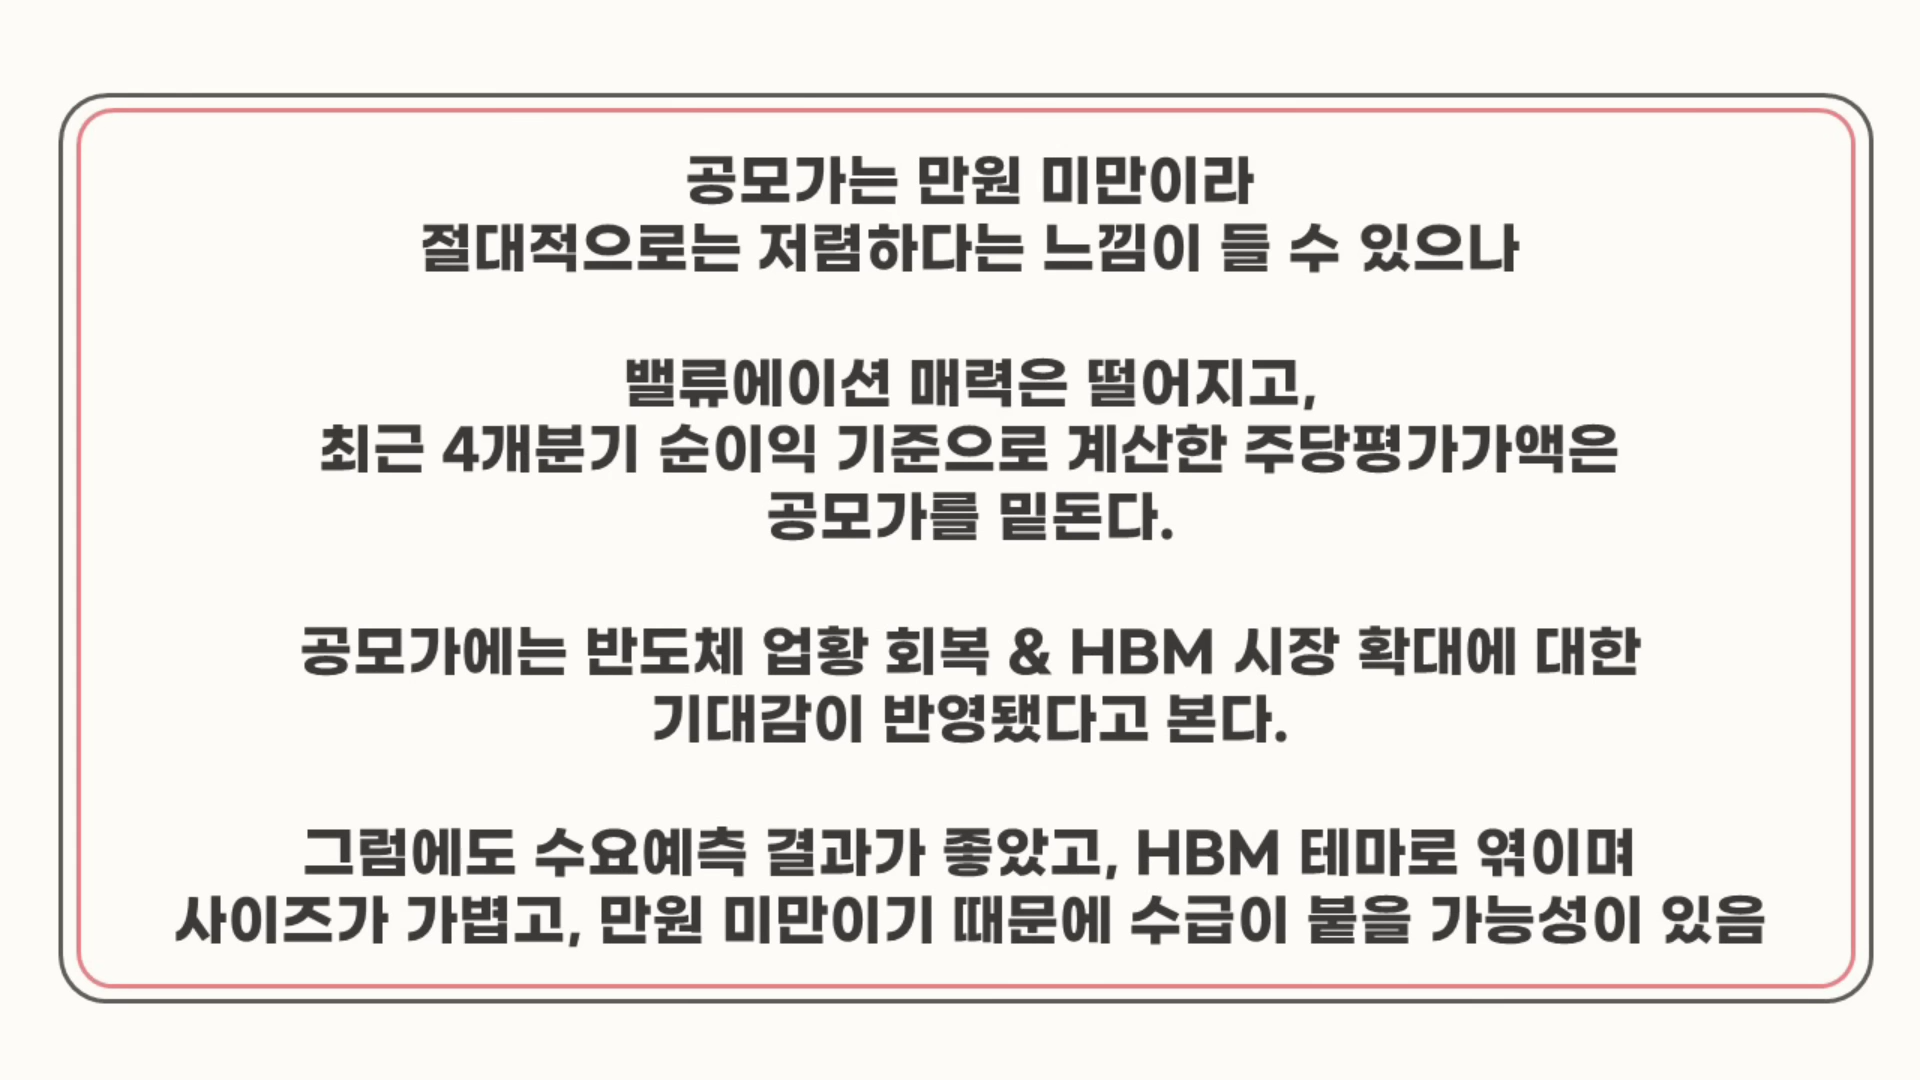 공모가는 만원 미만이라
절대적으로는 저렴하다는 느낌이 들 수 있으나
밸류에이션 매력은 떨어지고,
최근 4개분기 순이익 기준으로 계산한 주당평가가액은
공모가를 밑돈다.
공모가에는 반도체 업황 회복 & HBM 시장 확대에 대한
기대감이 반영됐다고 본다.
그럼에도 수요예측 결과가 좋았고, HBM 테마로 엮이며
사이즈가 가볍고, 만원 미만이기 때문에 수급이 붙을 가능성이 있음